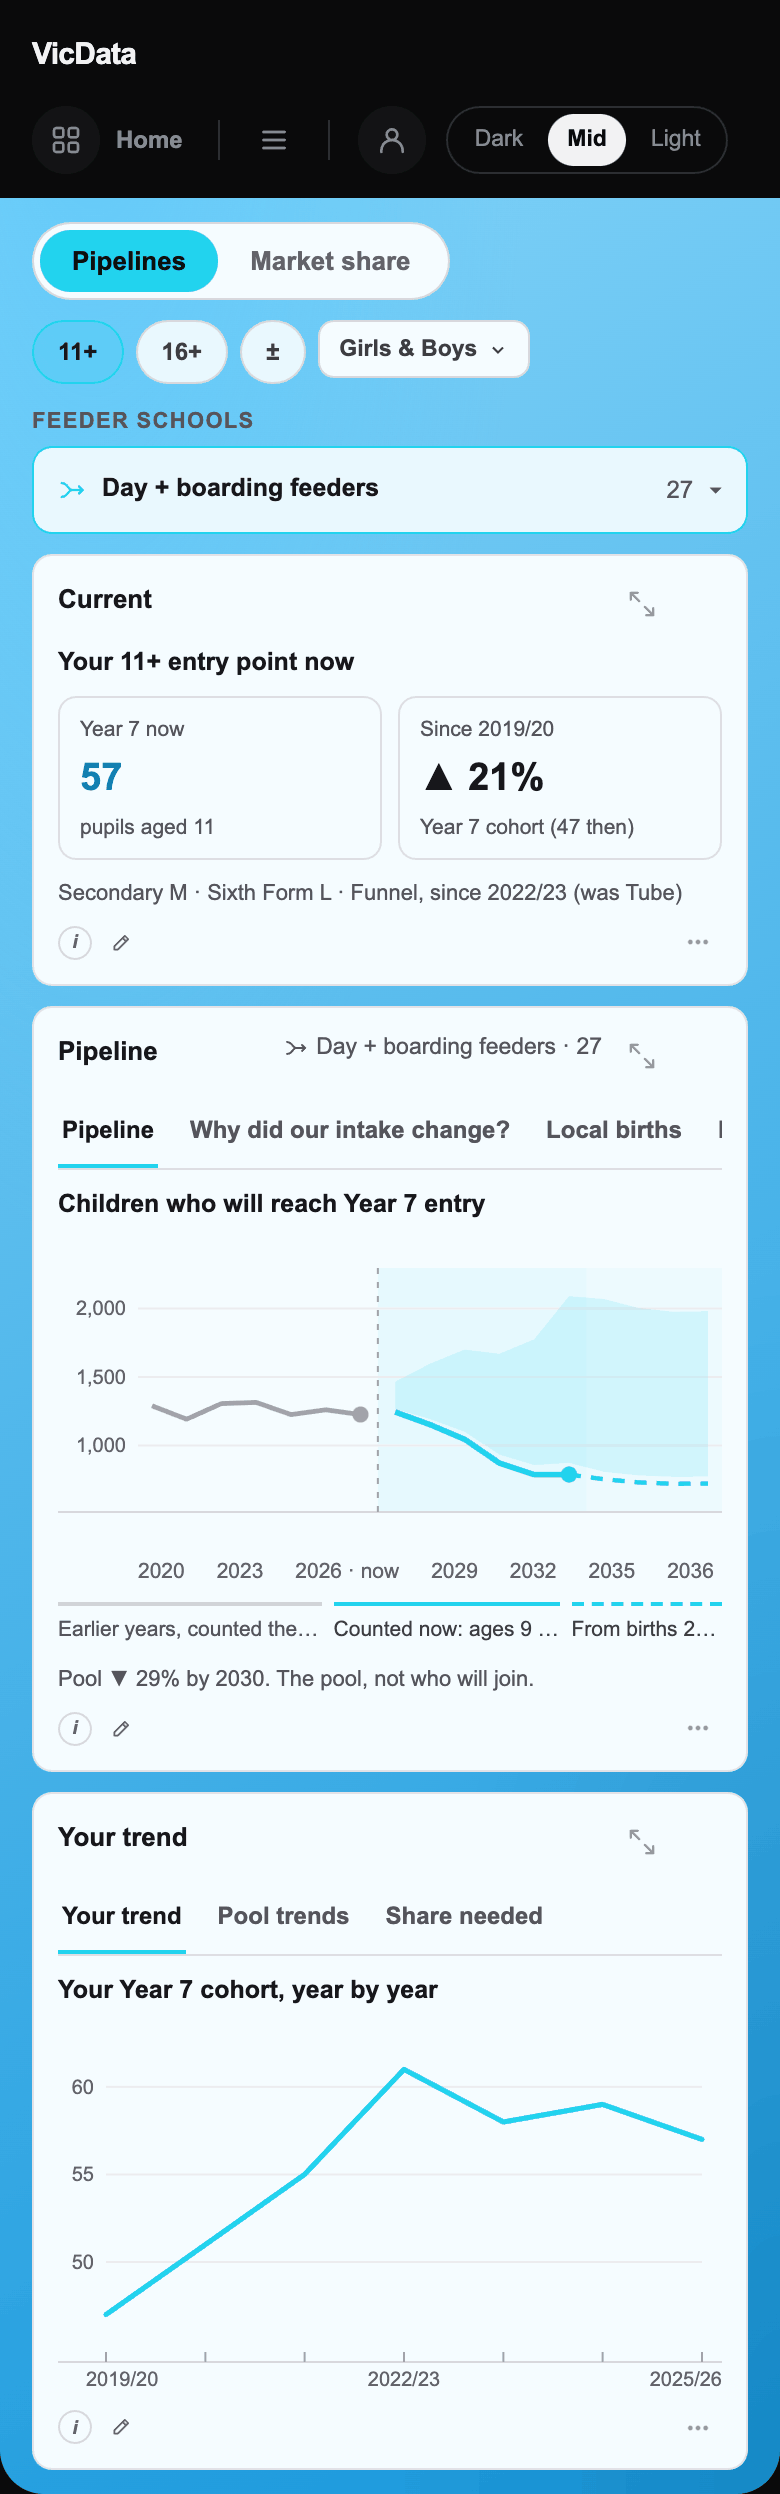 VicData
Home
Dark Mid Light
Pipelines Market share
11+ 16+ ± Girls & Boys
FEEDER SCHOOLS
Day + boarding feeders 27
Current
Your 11+ entry point now
Year 7 now
57
pupils aged 11
Since 2019/20
▲ 21%
Year 7 cohort (47 then)
Secondary M · Sixth Form L · Funnel, since 2022/23 (was Tube)
i
Pipeline Day + boarding feeders · 27
Pipeline Why did our intake change? Local births
Children who will reach Year 7 entry
2,000
1,500
1,000
2020 2023 2026 · now 2029 2032 2035 2036
Earlier years, counted the… Counted now: ages 9 … From births 2…
Pool ▼ 29% by 2030. The pool, not who will join.
i
Your trend
Your trend Pool trends Share needed
Your Year 7 cohort, year by year
60
55
50
2019/20 2022/23 2025/26
i